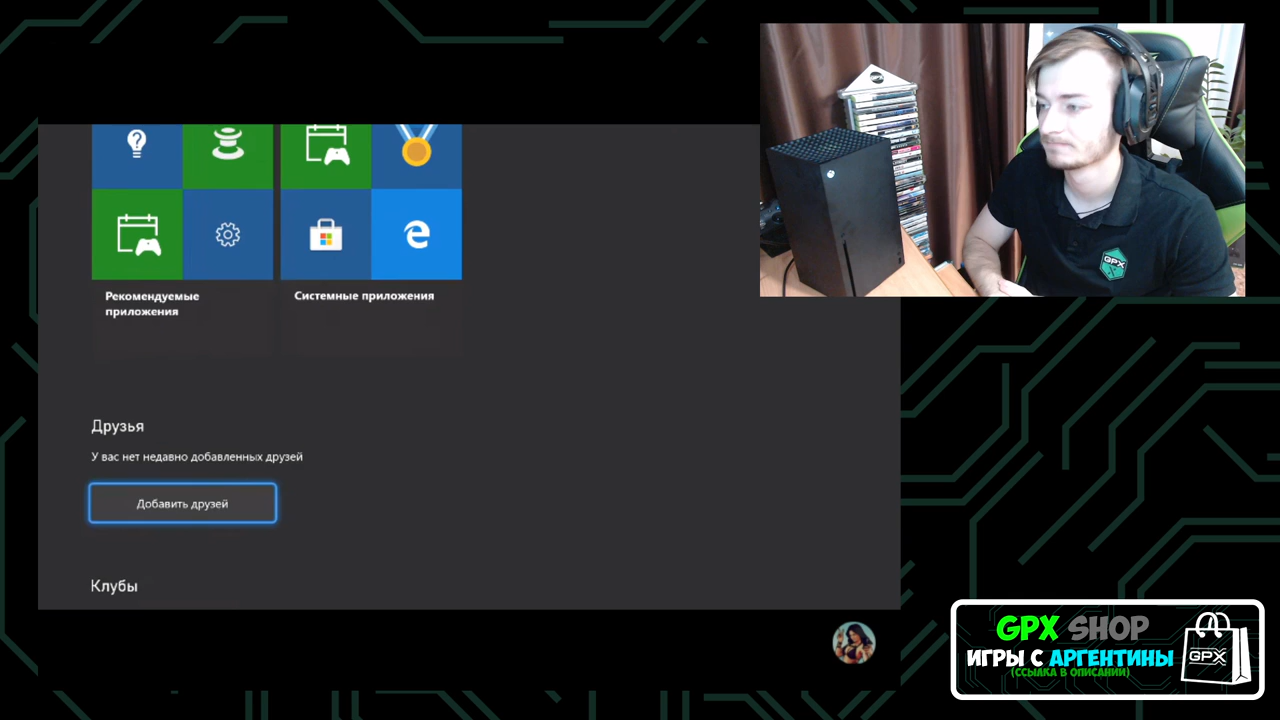 Рекомендуемые
приложения
Системные приложения
Друзья
У вас нет недавно добавленных друзей
Добавить друзей
Клубы
GPX
GPX SHOP
ИГРЫ С АРГЕНТИНЫ
(ССЫЛКА В ОПИСАНИИ)
GPX